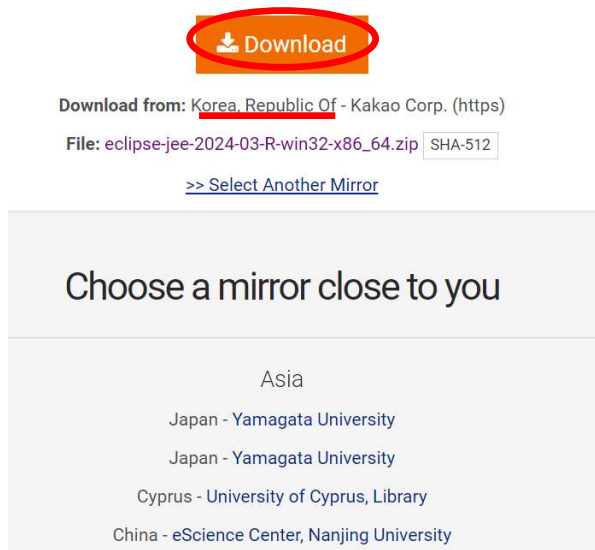 Download
Download from: Korea, Republic Of - Kakao Corp. (https)
File: eclipse-jee-2024-03-R-win32-x86_64.zip SHA-512
>> Select Another Mirror
Choose a mirror close to you
Asia
Japan - Yamagata University
Japan - Yamagata University
Cyprus - University of Cyprus, Library
China - eScience Center, Nanjing University